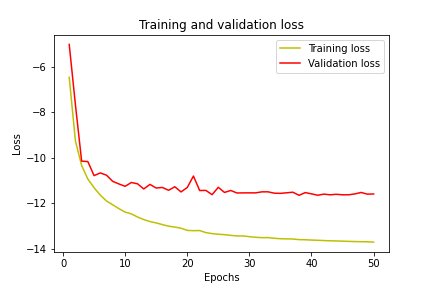 Training and validation loss
Training loss
Validation loss
−6
−8
−10
−12
−14
Loss
0 10 20 30 40 50
Epochs